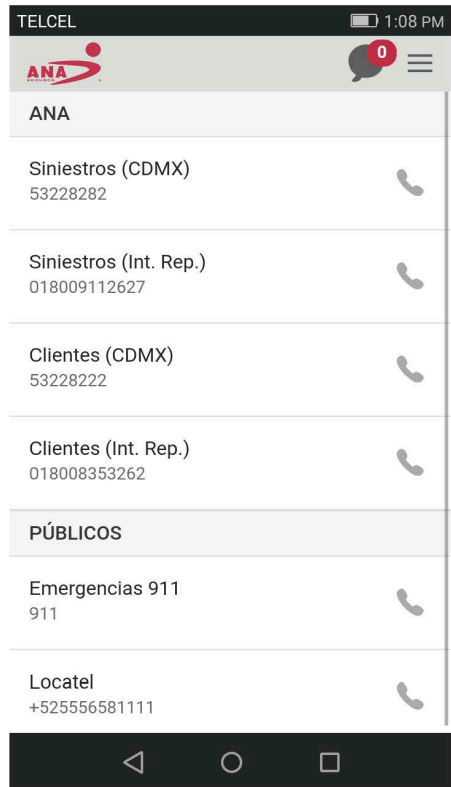 TELCEL 1:08 PM
ANA
SEGUROS
0
ANA
Siniestros (CDMX)
53228282
Siniestros (Int. Rep.)
018009112627
Clientes (CDMX)
53228222
Clientes (Int. Rep.)
018008353262
PÚBLICOS
Emergencias 911
911
Locatel
+525556581111